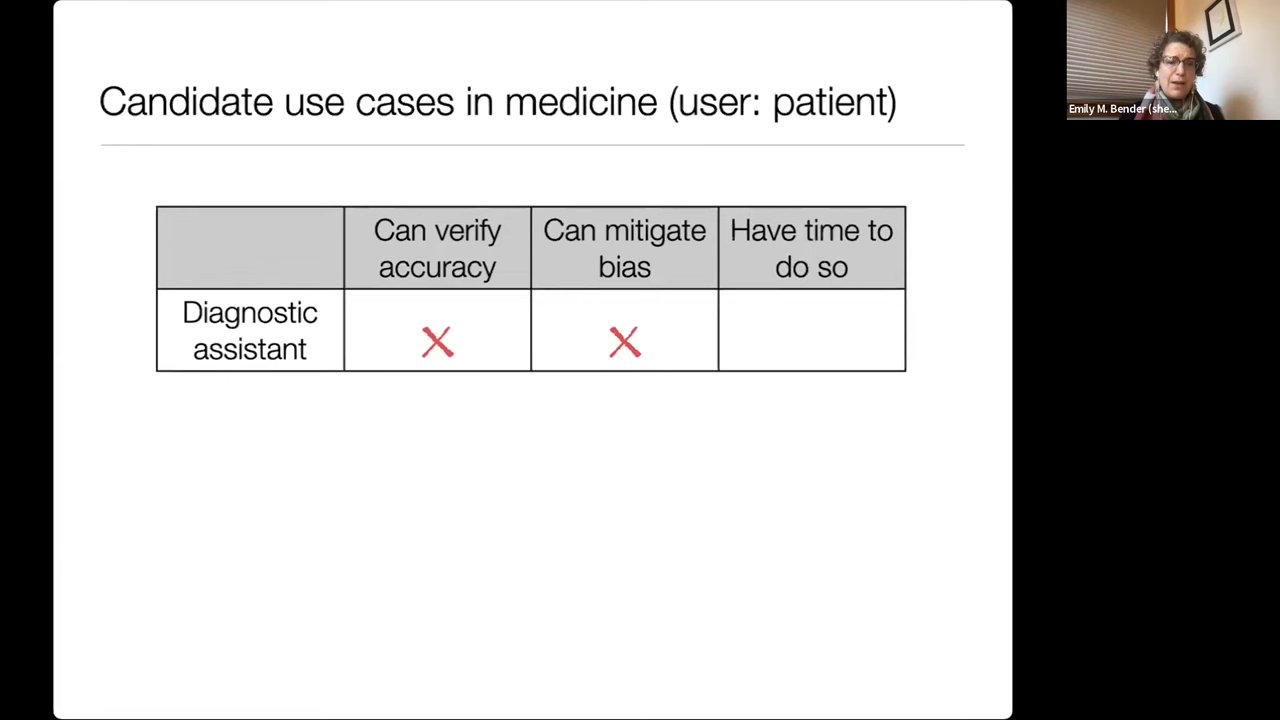 Candidate use cases in medicine (user: patient)
Can verify accuracy
Can mitigate bias
Have time to do so
Diagnostic assistant
Emily M. Bender (she...